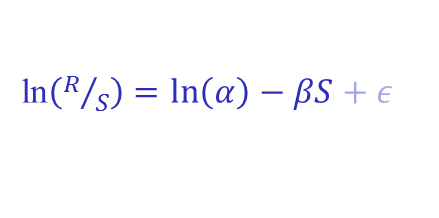 ln(R/S) = ln(α) − βS + ϵ